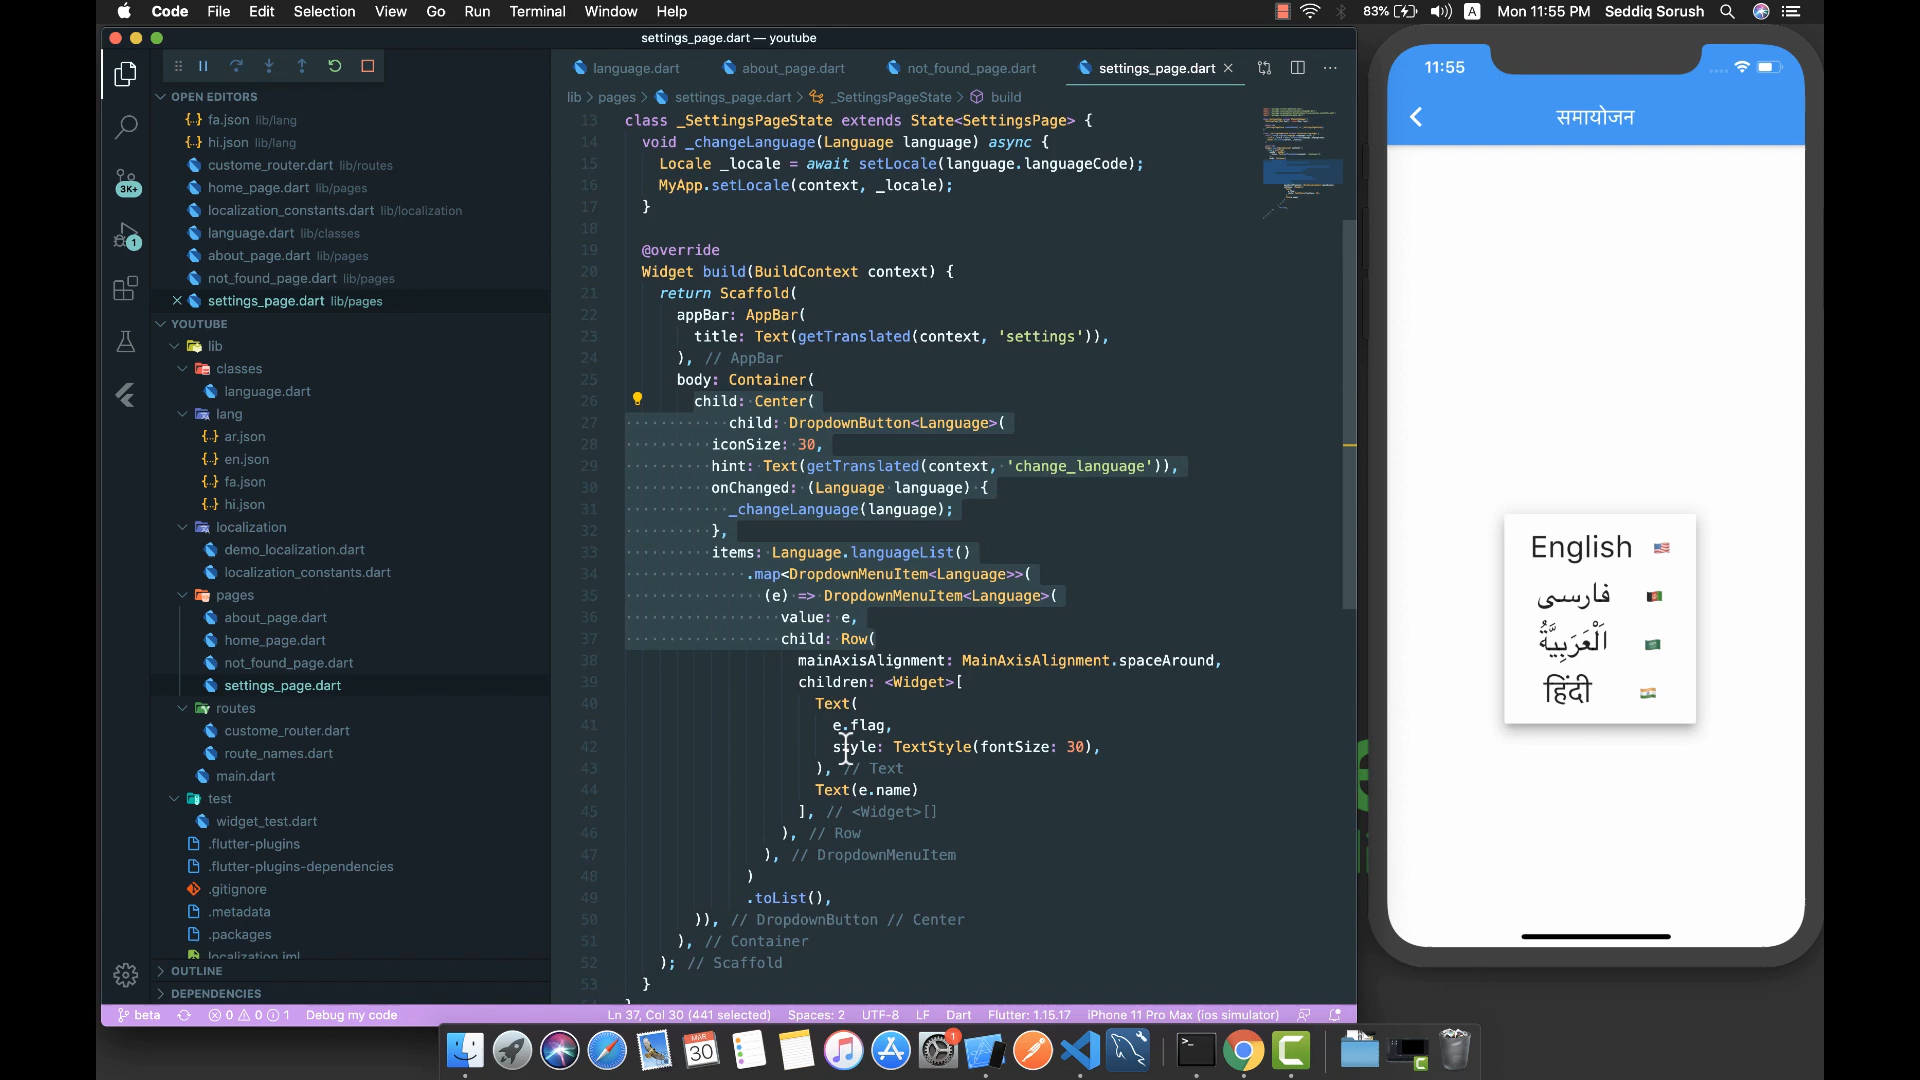 Code File Edit Selection View Go Run Terminal Window Help 83% A Mon 11:55 PM Seddiq Sorush
settings_page.dart — youtube
language.dart about_page.dart not_found_page.dart settings_page.dart
lib > pages > settings_page.dart > _SettingsPageState > build
OPEN EDITORS
fa.json lib/lang
hi.json lib/lang
custome_router.dart lib/routes
home_page.dart lib/pages
localization_constants.dart lib/localization
language.dart lib/classes
about_page.dart lib/pages
not_found_page.dart lib/pages
settings_page.dart lib/pages
3K+
1
YOUTUBE
lib
classes
language.dart
lang
{..} ar.json
{..} en.json
{..} fa.json
{..} hi.json
localization
demo_localization.dart
localization_constants.dart
pages
about_page.dart
home_page.dart
not_found_page.dart
settings_page.dart
routes
custome_router.dart
route_names.dart
main.dart
test
widget_test.dart
.flutter-plugins
.flutter-plugins-dependencies
.gitignore
.metadata
.packages
localization.iml
OUTLINE
DEPENDENCIES
13 class _SettingsPageState extends State<SettingsPage> {
14 void _changeLanguage(Language language) async {
15 Locale _locale = await setLocale(language.languageCode);
16 MyApp.setLocale(context, _locale);
17 }
18
19 @override
20 Widget build(BuildContext context) {
21 return Scaffold(
22 appBar: AppBar(
23 title: Text(getTranslated(context, 'settings')),
24 ), // AppBar
25 body: Container(
26 child: Center(
27 child: DropdownButton<Language>(
28 iconSize: 30,
29 hint: Text(getTranslated(context, 'change_language')),
30 onChanged: (Language language) {
31 _changeLanguage(language);
32 },
33 items: Language.languageList()
34 .map<DropdownMenuItem<Language>>(
35 (e) => DropdownMenuItem<Language>(
36 value: e,
37 child: Row(
38 mainAxisAlignment: MainAxisAlignment.spaceAround,
39 children: <Widget>[
40 Text(
41 e.flag,
42 style: TextStyle(fontSize: 30),
43 ), // Text
44 Text(e.name)
45 ], // <Widget>[]
46 ), // Row
47 ), // DropdownMenuItem
48 )
49 .toList(),
50 )), // DropdownButton // Center
51 ), // Container
52 ); // Scaffold
53 }
beta 0 0 1 Debug my code Ln 37, Col 30 (441 selected) Spaces: 2 UTF-8 LF Dart Flutter: 1.15.17 iPhone 11 Pro Max (ios simulator)
11:55
समायोजन
English
فارسی
اَلْعَرَبِيَّةُ
हिंदी
MAR
30
1